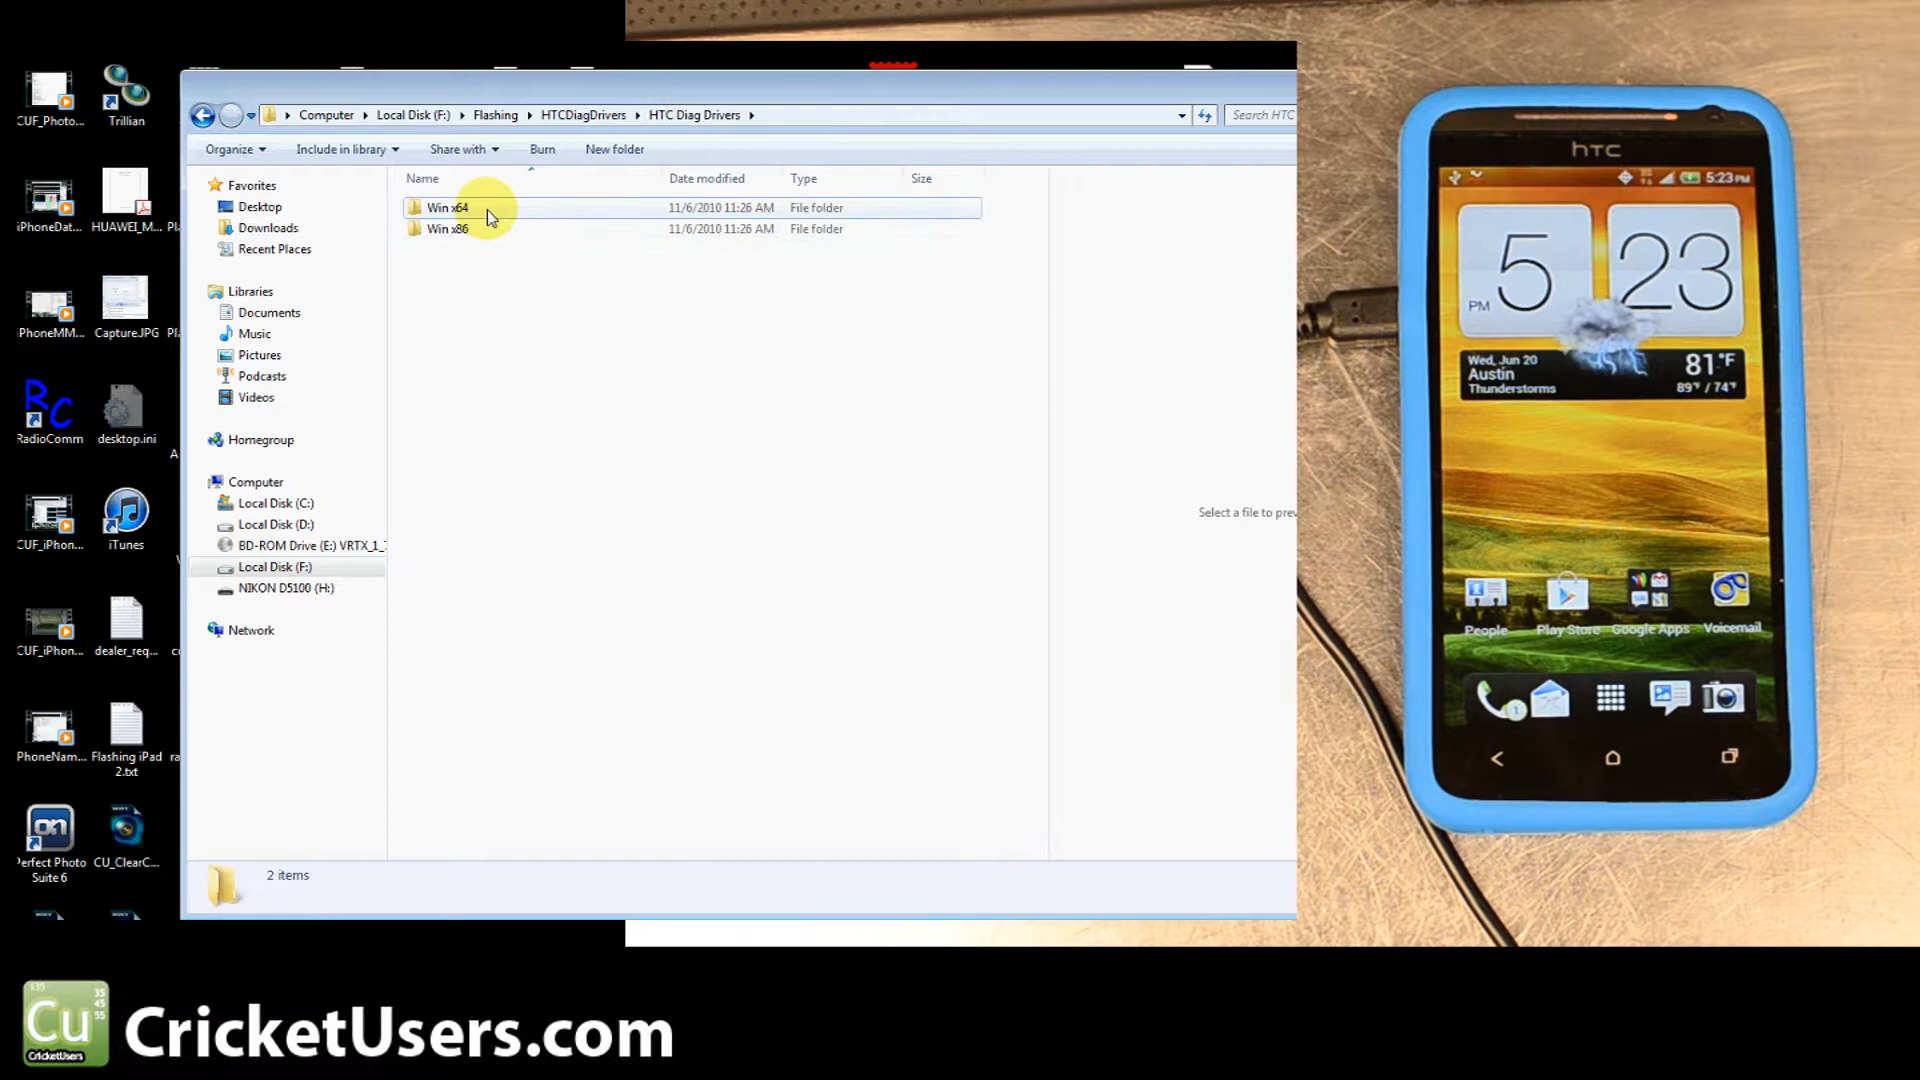 CUF_Photo...
Trillian
iPhoneDat...
HUAWEI_M...
iPhoneMM...
CaptureJPG
RadioComm
desktop.ini
CUF_iPhon...
iTunes
CUF_iPhon...
dealer_req...
PhoneNam...
Flashing iPad
2.txt
Perfect Photo
Suite 6
CU_ClearC...
Computer
Local Disk (F:)
Flashing
HTCDiagDrivers
HTC Diag Drivers
Search HTC
Organize
Include in library
Share with
Burn
New folder
Favorites
Desktop
Downloads
Recent Places
Libraries
Documents
Music
Pictures
Podcasts
Videos
Homegroup
Computer
Local Disk (C:)
Local Disk (D:)
BD-ROM Drive (E:) VRTX_1_
Local Disk (F:)
NIKON D5100 (H:)
Network
Name Date modified Type Size
Win x64 11/6/2010 11:26 AM File folder
Win x86 11/6/2010 11:26 AM File folder
Select a file to prev
2 items
hTC
5:23 PM
5 23
PM
Wed, Jun 20
Austin
Thunderstorms
81°F
89°/74°
People
Play Store
Google Apps
Voicemail
1
Cu
35
45
55
CricketUsers
CricketUsers.com